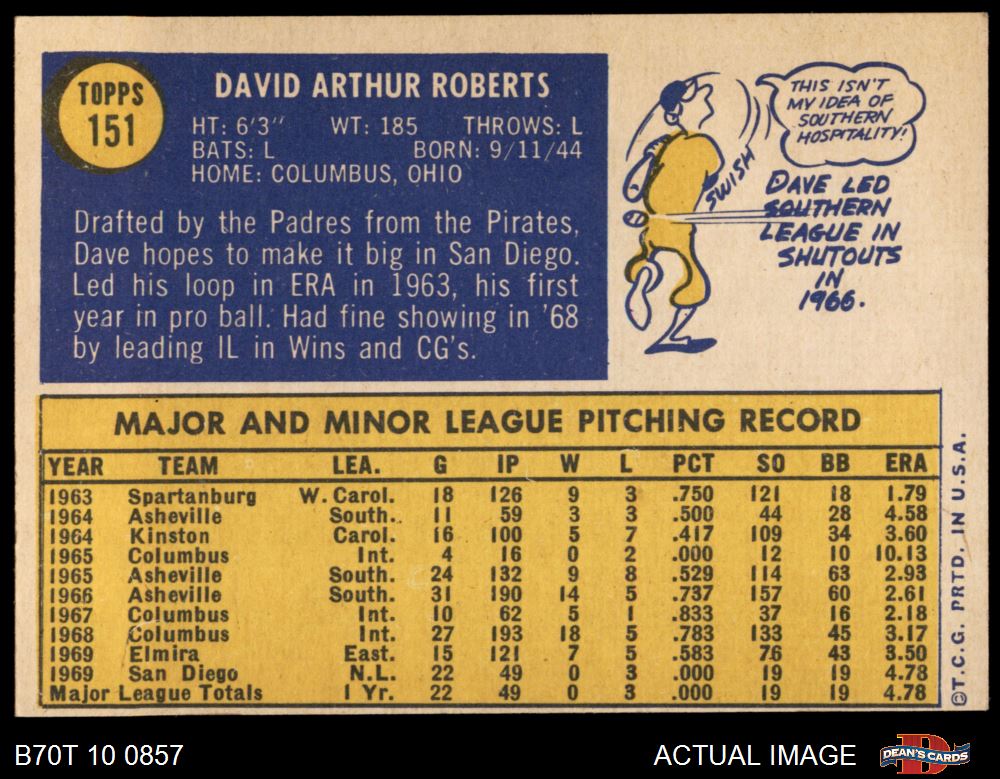 TOPPS
151
DAVID ARTHUR ROBERTS
HT: 6'3" WT: 185 THROWS: L
BATS: L BORN: 9/11/44
HOME: COLUMBUS, OHIO
Drafted by the Padres from the Pirates,
Dave hopes to make it big in San Diego.
Led his loop in ERA in 1963, his first
year in pro ball. Had fine showing in '68
by leading IL in Wins and CG's.
THIS ISN'T
MY IDEA OF
SOUTHERN
HOSPITALITY!
SWISH
DAVE LED
SOUTHERN
LEAGUE IN
SHUTOUTS
IN
1966.
MAJOR AND MINOR LEAGUE PITCHING RECORD
YEAR TEAM LEA. G IP W L PCT SO BB ERA
1963 Spartanburg W. Carol. 18 126 9 3 .750 121 18 1.79
1964 Asheville South. 11 59 3 3 .500 44 28 4.58
1964 Kinston Carol. 16 100 5 7 .417 109 34 3.60
1965 Columbus Int. 4 16 0 2 .000 12 10 10.13
1965 Asheville South. 24 132 9 8 .529 114 63 2.93
1966 Asheville South. 31 190 14 5 .737 157 60 2.61
1967 Columbus Int. 10 62 5 1 .833 37 16 2.18
1968 Columbus Int. 27 193 18 5 .783 133 45 3.17
1969 Elmira East. 15 121 7 5 .583 76 43 3.50
1969 San Diego N.L. 22 49 0 3 .000 19 19 4.78
Major League Totals 1 Yr. 22 49 0 3 .000 19 19 4.78
©T.C.G. PRTD. IN U.S.A.
B70T 10 0857
ACTUAL IMAGE
DEAN'S CARDS